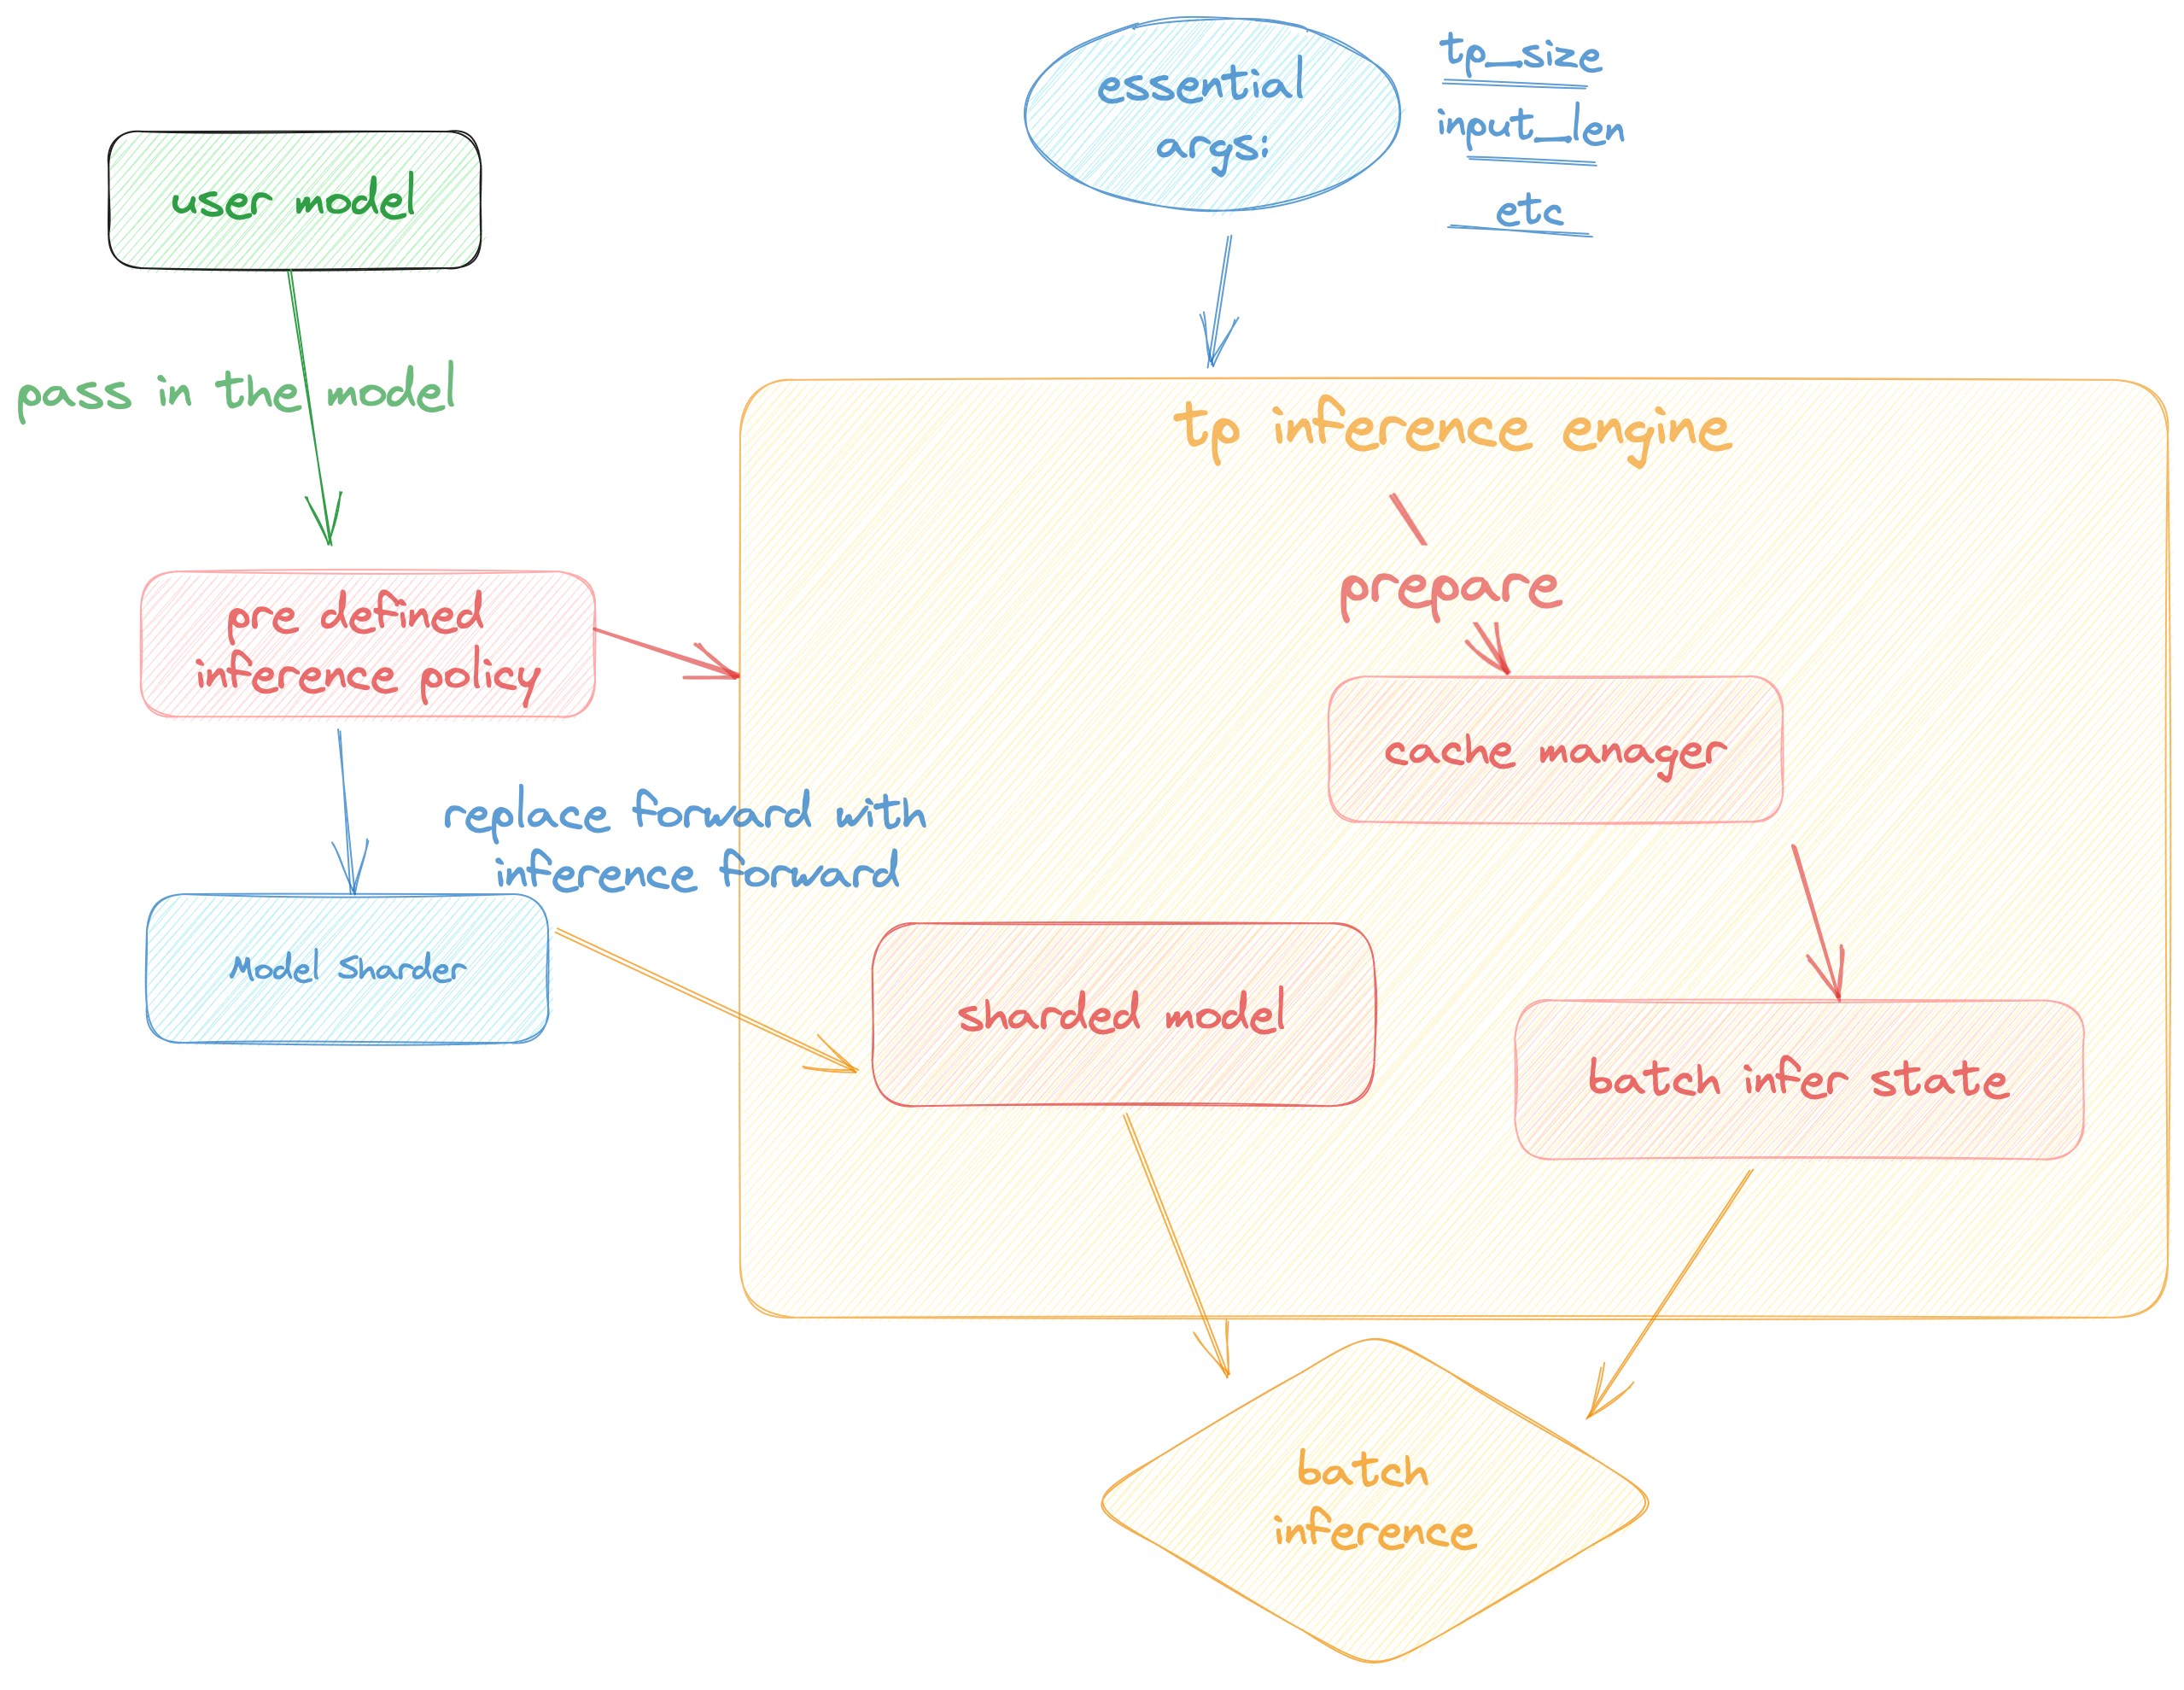 essential
args:
tp_size
input_len
etc
user model
pass in the model
tp inference engine
prepare
pre defined
inference policy
cache manager
replace forward with
inference forward
Model Sharder
sharded model
batch infer state
batch
inference